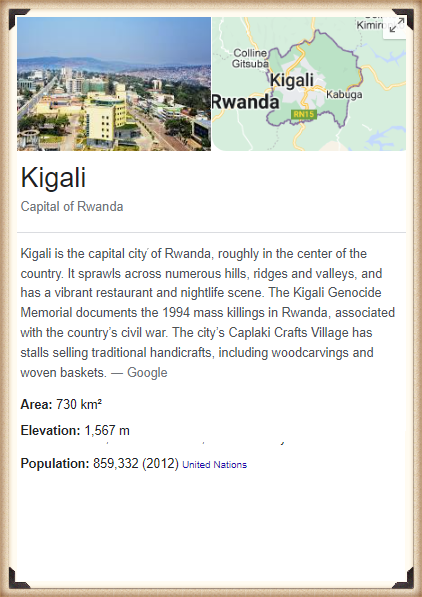 Kimir
Colline
Gitsuba
Kigali
Kabuga
Rwanda
RN15
Kigali
Capital of Rwanda
Kigali is the capital city of Rwanda, roughly in the center of the
country. It sprawls across numerous hills, ridges and valleys, and
has a vibrant restaurant and nightlife scene. The Kigali Genocide
Memorial documents the 1994 mass killings in Rwanda, associated
with the country's civil war. The city's Caplaki Crafts Village has
stalls selling traditional handicrafts, including woodcarvings and
woven baskets. — Google
Area: 730 km²
Elevation: 1,567 m
Population: 859,332 (2012) United Nations